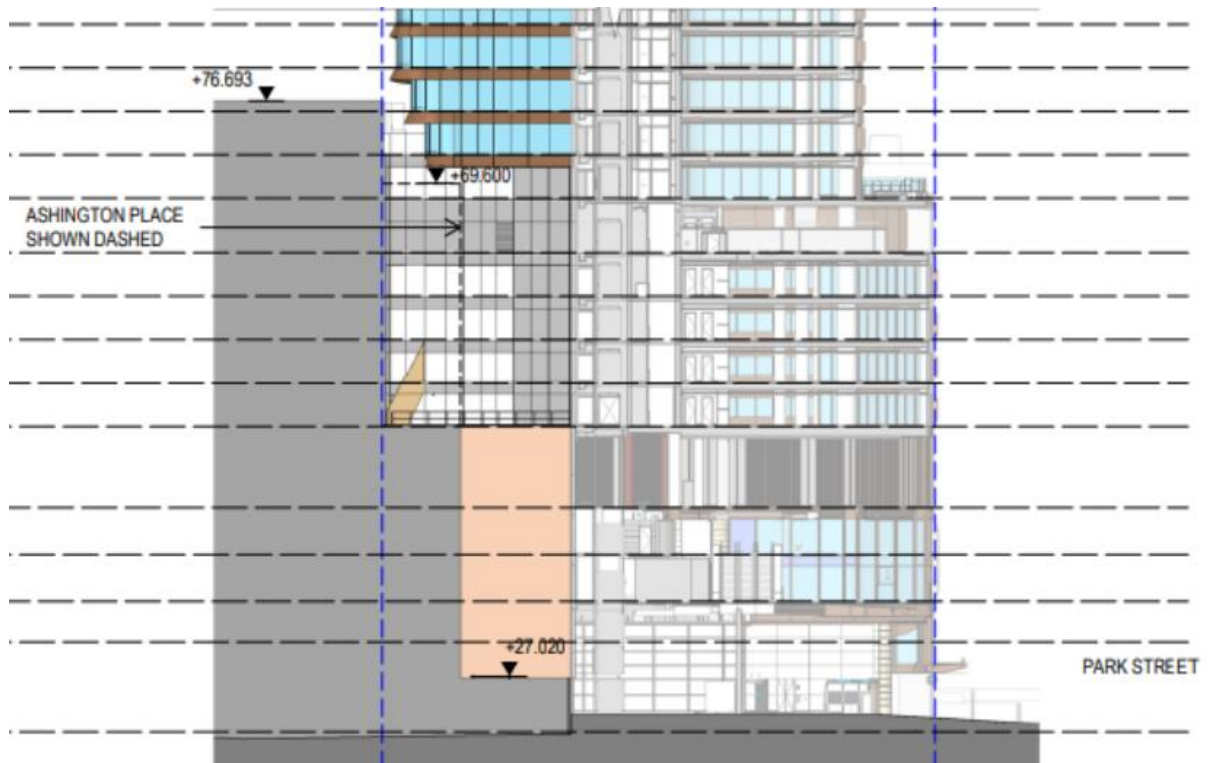 +76.693
+69.600
ASHINGTON PLACE
SHOWN DASHED
+27.020
PARK STREET